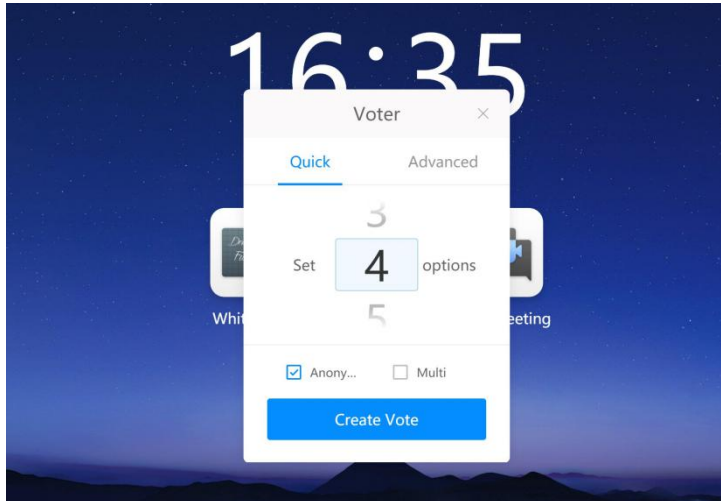 16:35
Voter
Quick Advanced
3
Set 4 options
5
Whit
eeting
Anony... Multi
Create Vote